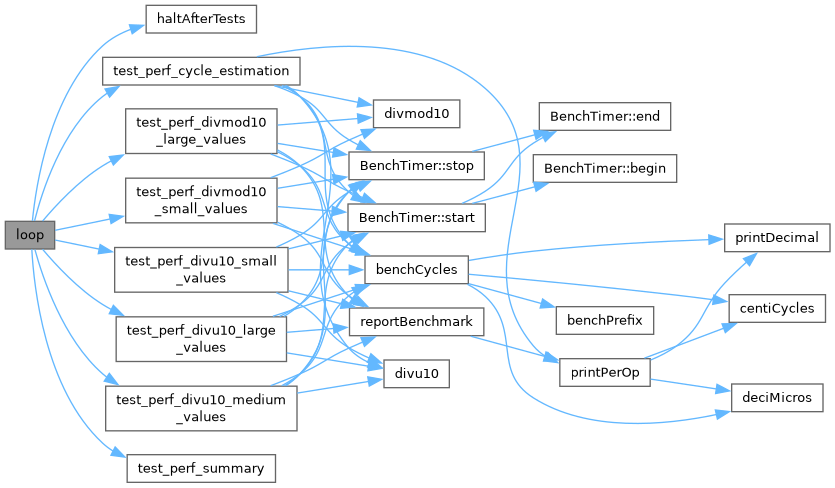 loop
haltAfterTests
test_perf_cycle_estimation
test_perf_divmod10
_large_values
test_perf_divmod10
_small_values
test_perf_divu10_small
_values
test_perf_divu10_large
_values
test_perf_divu10_medium
_values
test_perf_summary
divmod10
BenchTimer::stop
BenchTimer::start
benchCycles
reportBenchmark
divu10
BenchTimer::end
BenchTimer::begin
benchPrefix
printPerOp
printDecimal
centiCycles
deciMicros